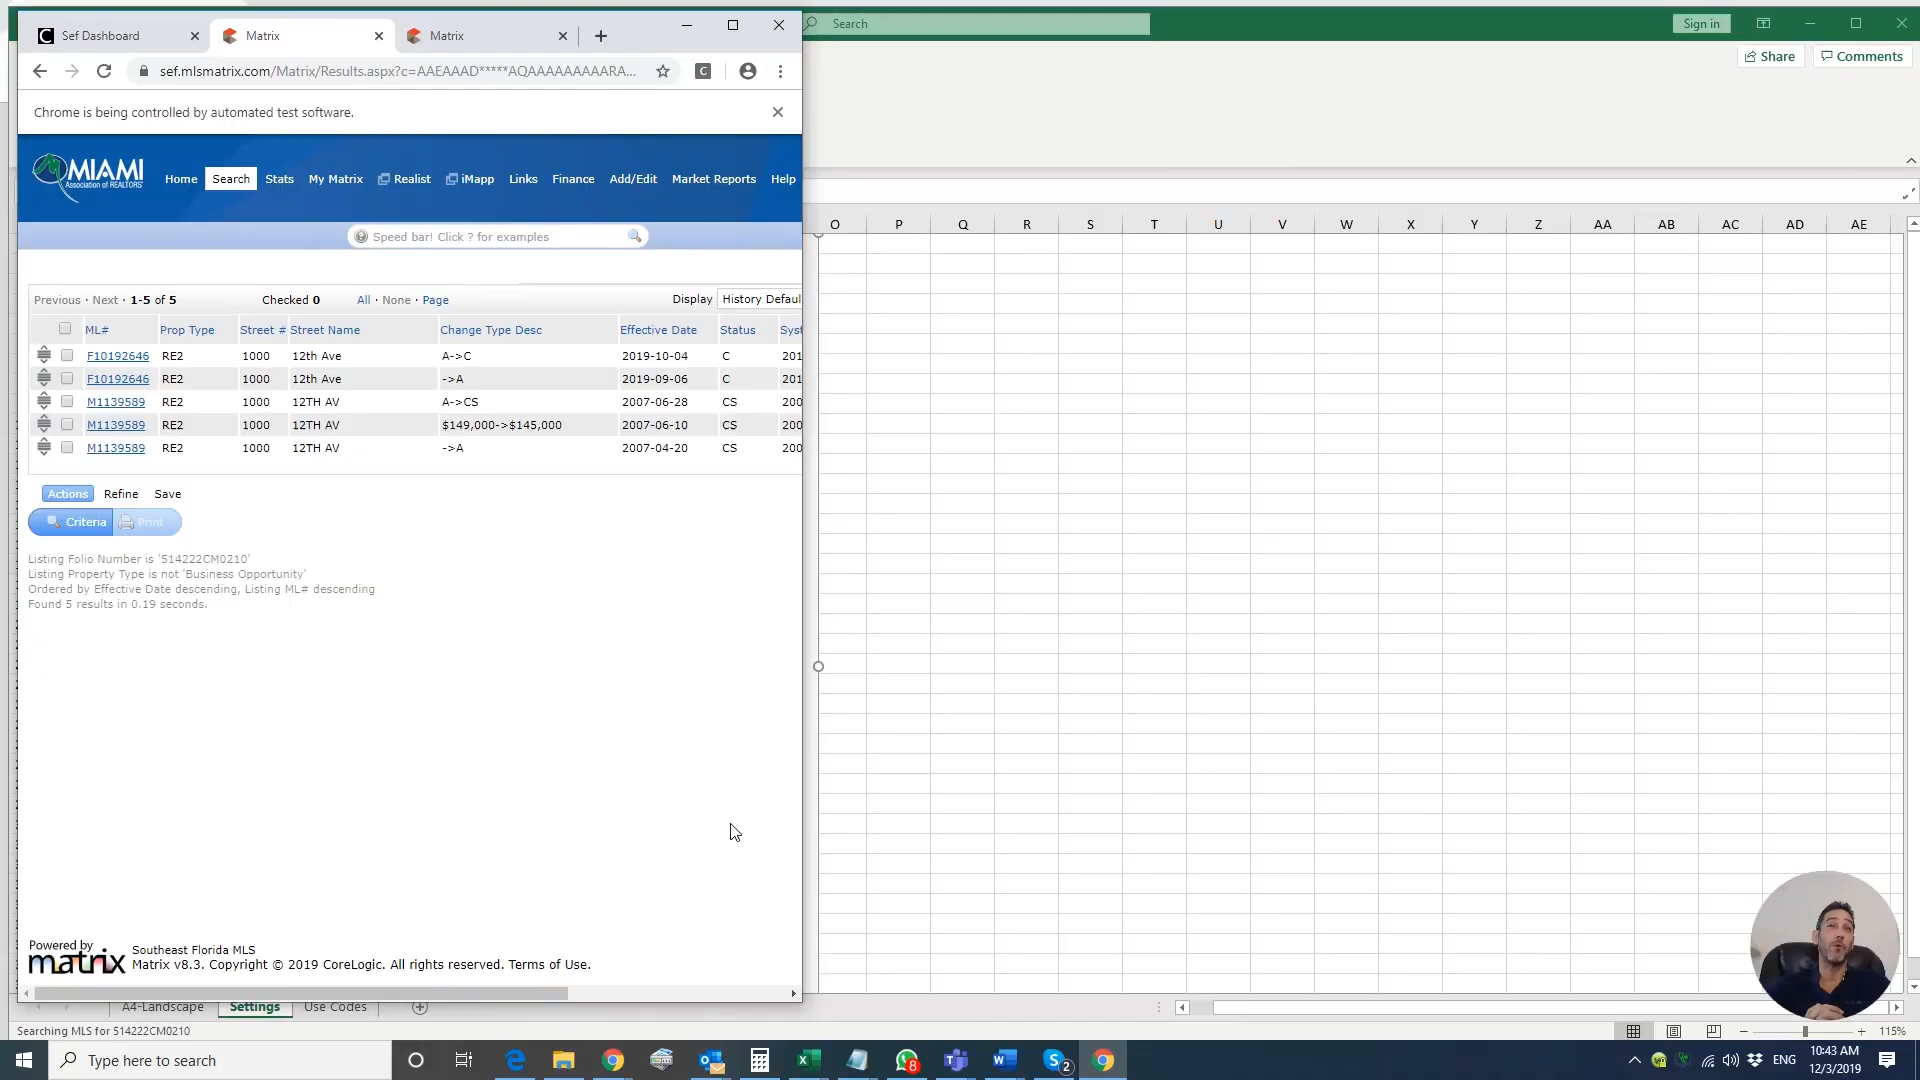 Sef Dashboard
Matrix
Matrix
Search
Sign in
sef.mlsmatrix.com/Matrix/Results.aspx?c=AAEAAAD*****AQAAAAAAAAARA...
Share
Comments
Chrome is being controlled by automated test software.
MIAMI
Association of REALTORS®
Home Search Stats My Matrix Realist iMapp Links Finance Add/Edit Market Reports Help
O P Q R S T U V W X Y Z AA AB AC AD AE
Speed bar! Click ? for examples
Previous · Next · 1-5 of 5 Checked 0 All · None · Page Display History Defaul
ML# Prop Type Street # Street Name Change Type Desc Effective Date Status Syst
F10192646 RE2 1000 12th Ave A->C 2019-10-04 C 201
F10192646 RE2 1000 12th Ave ->A 2019-09-06 C 201
M1139589 RE2 1000 12TH AV A->CS 2007-06-28 CS 200
M1139589 RE2 1000 12TH AV $149,000->$145,000 2007-06-10 CS 200
M1139589 RE2 1000 12TH AV ->A 2007-04-20 CS 200
Actions Refine Save
Criteria Print
Listing Folio Number is '514222CM0210'
Listing Property Type is not 'Business Opportunity'
Ordered by Effective Date descending, Listing ML# descending
Found 5 results in 0.19 seconds.
Powered by
matrix
Southeast Florida MLS
Matrix v8.3. Copyright © 2019 CoreLogic. All rights reserved. Terms of Use.
A4-Landscape Settings Use Codes
Searching MLS for 514222CM0210
115%
Type here to search
8
2
ENG
10:43 AM
12/3/2019